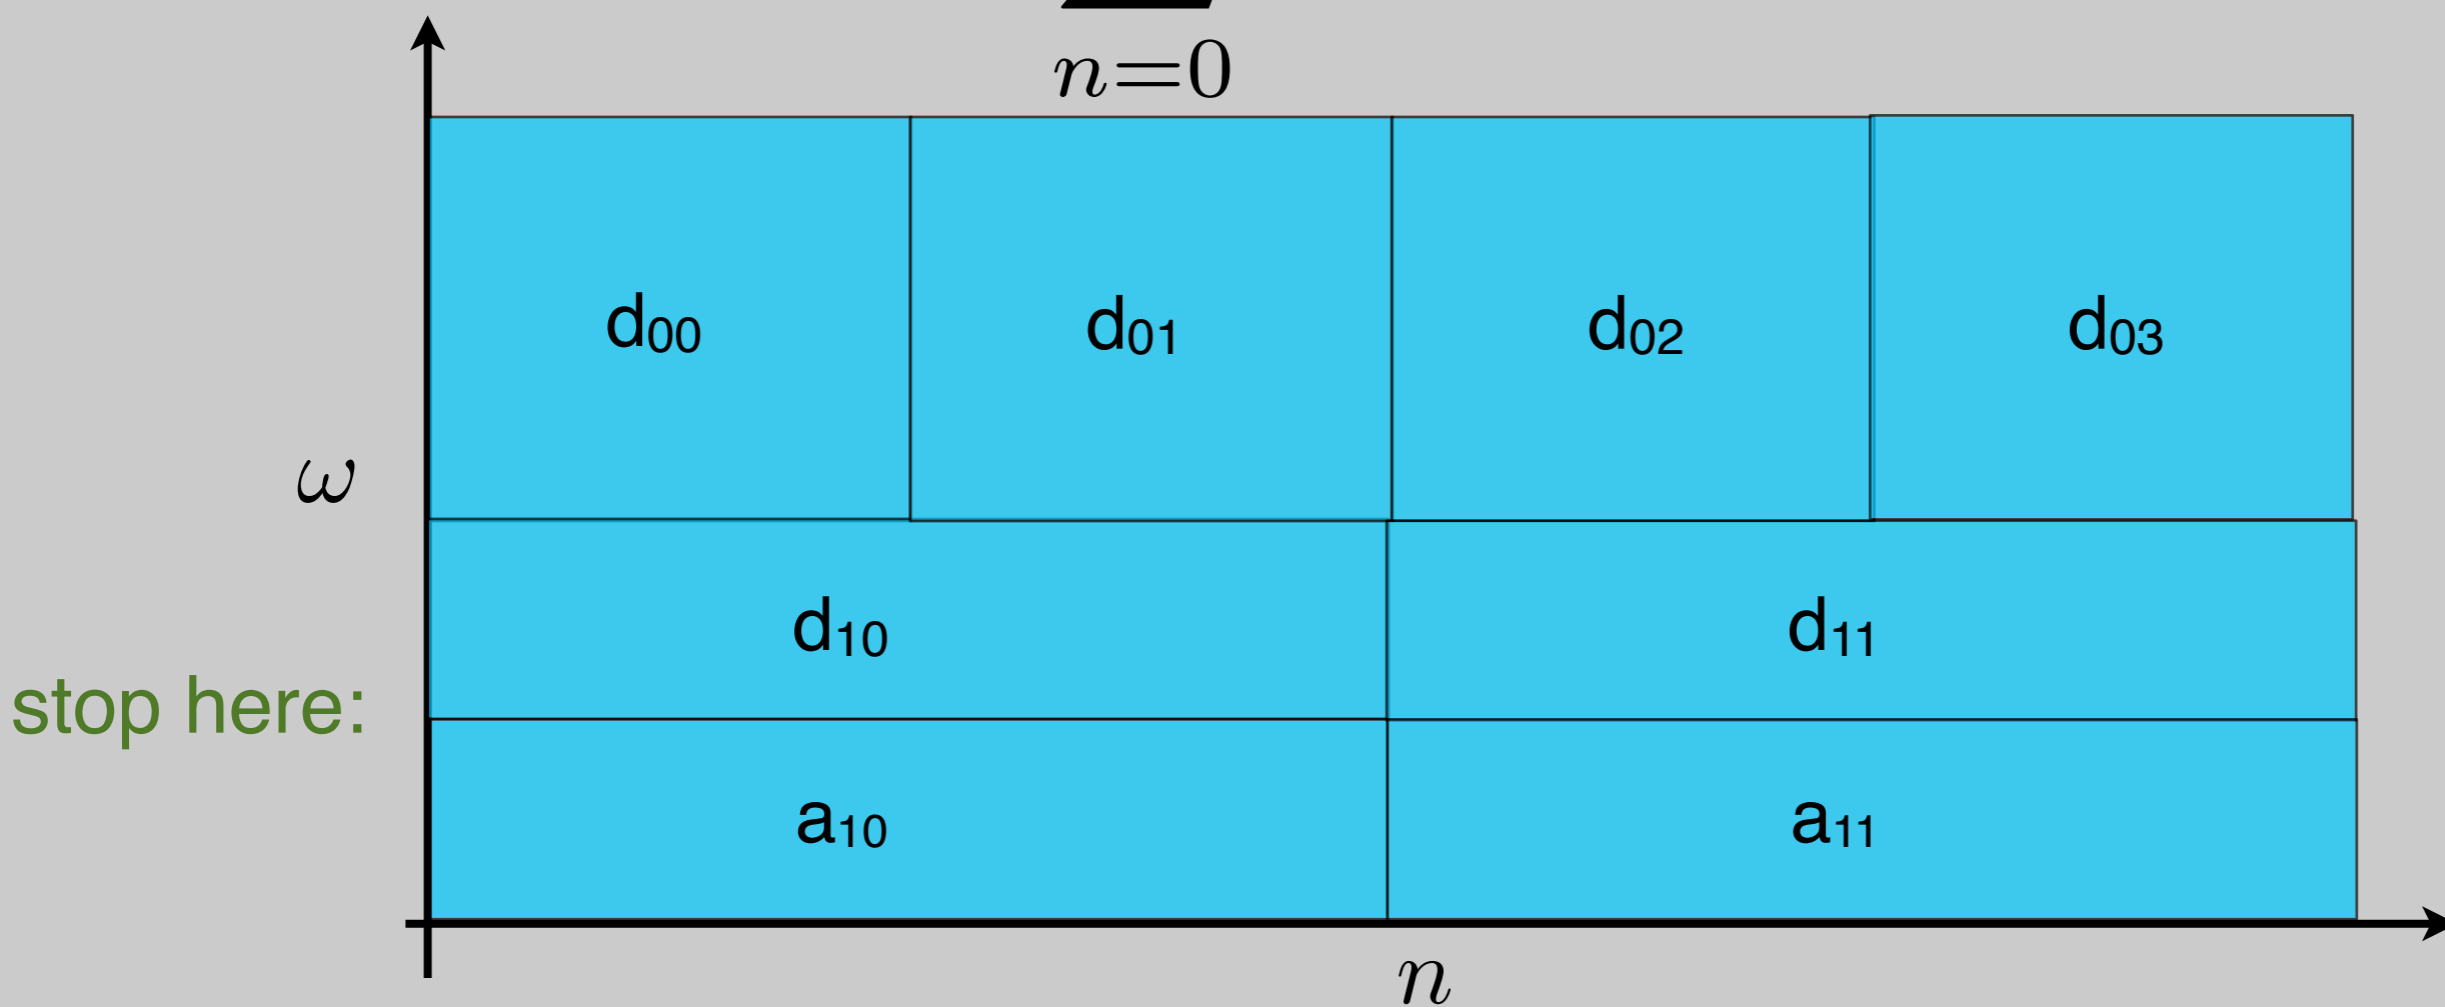 n=0
d00 d01 d02 d03
ω
d10 d11
stop here:
a10 a11
n